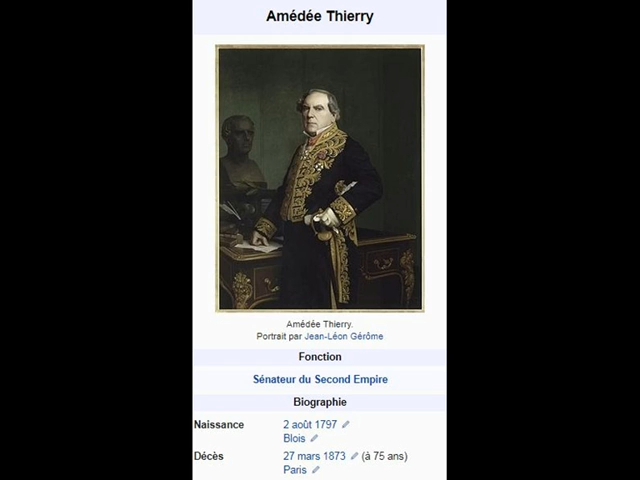 Amédée Thierry
Amédée Thierry.
Portrait par Jean-Léon Gérôme
Fonction
Sénateur du Second Empire
Biographie
Naissance 2 août 1797
Blois
Décès 27 mars 1873 (à 75 ans)
Paris